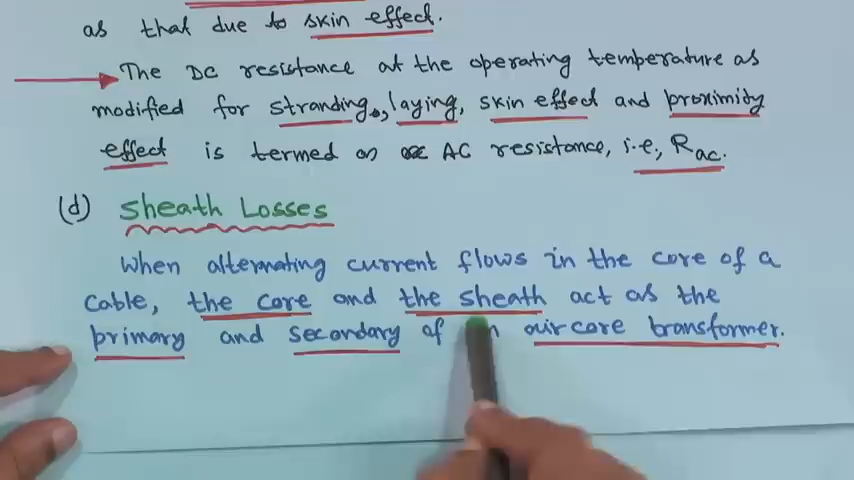 as that due to skin effect.
The DC resistance at the operating temperature as
modified for stranding, laying, skin effect and proximity
effect is termed as AC resistance, i.e., Rac.
(d) Sheath Losses
When alternating current flows in the core of a
cable, the core and the sheath act as the
primary and secondary of air core transformer.